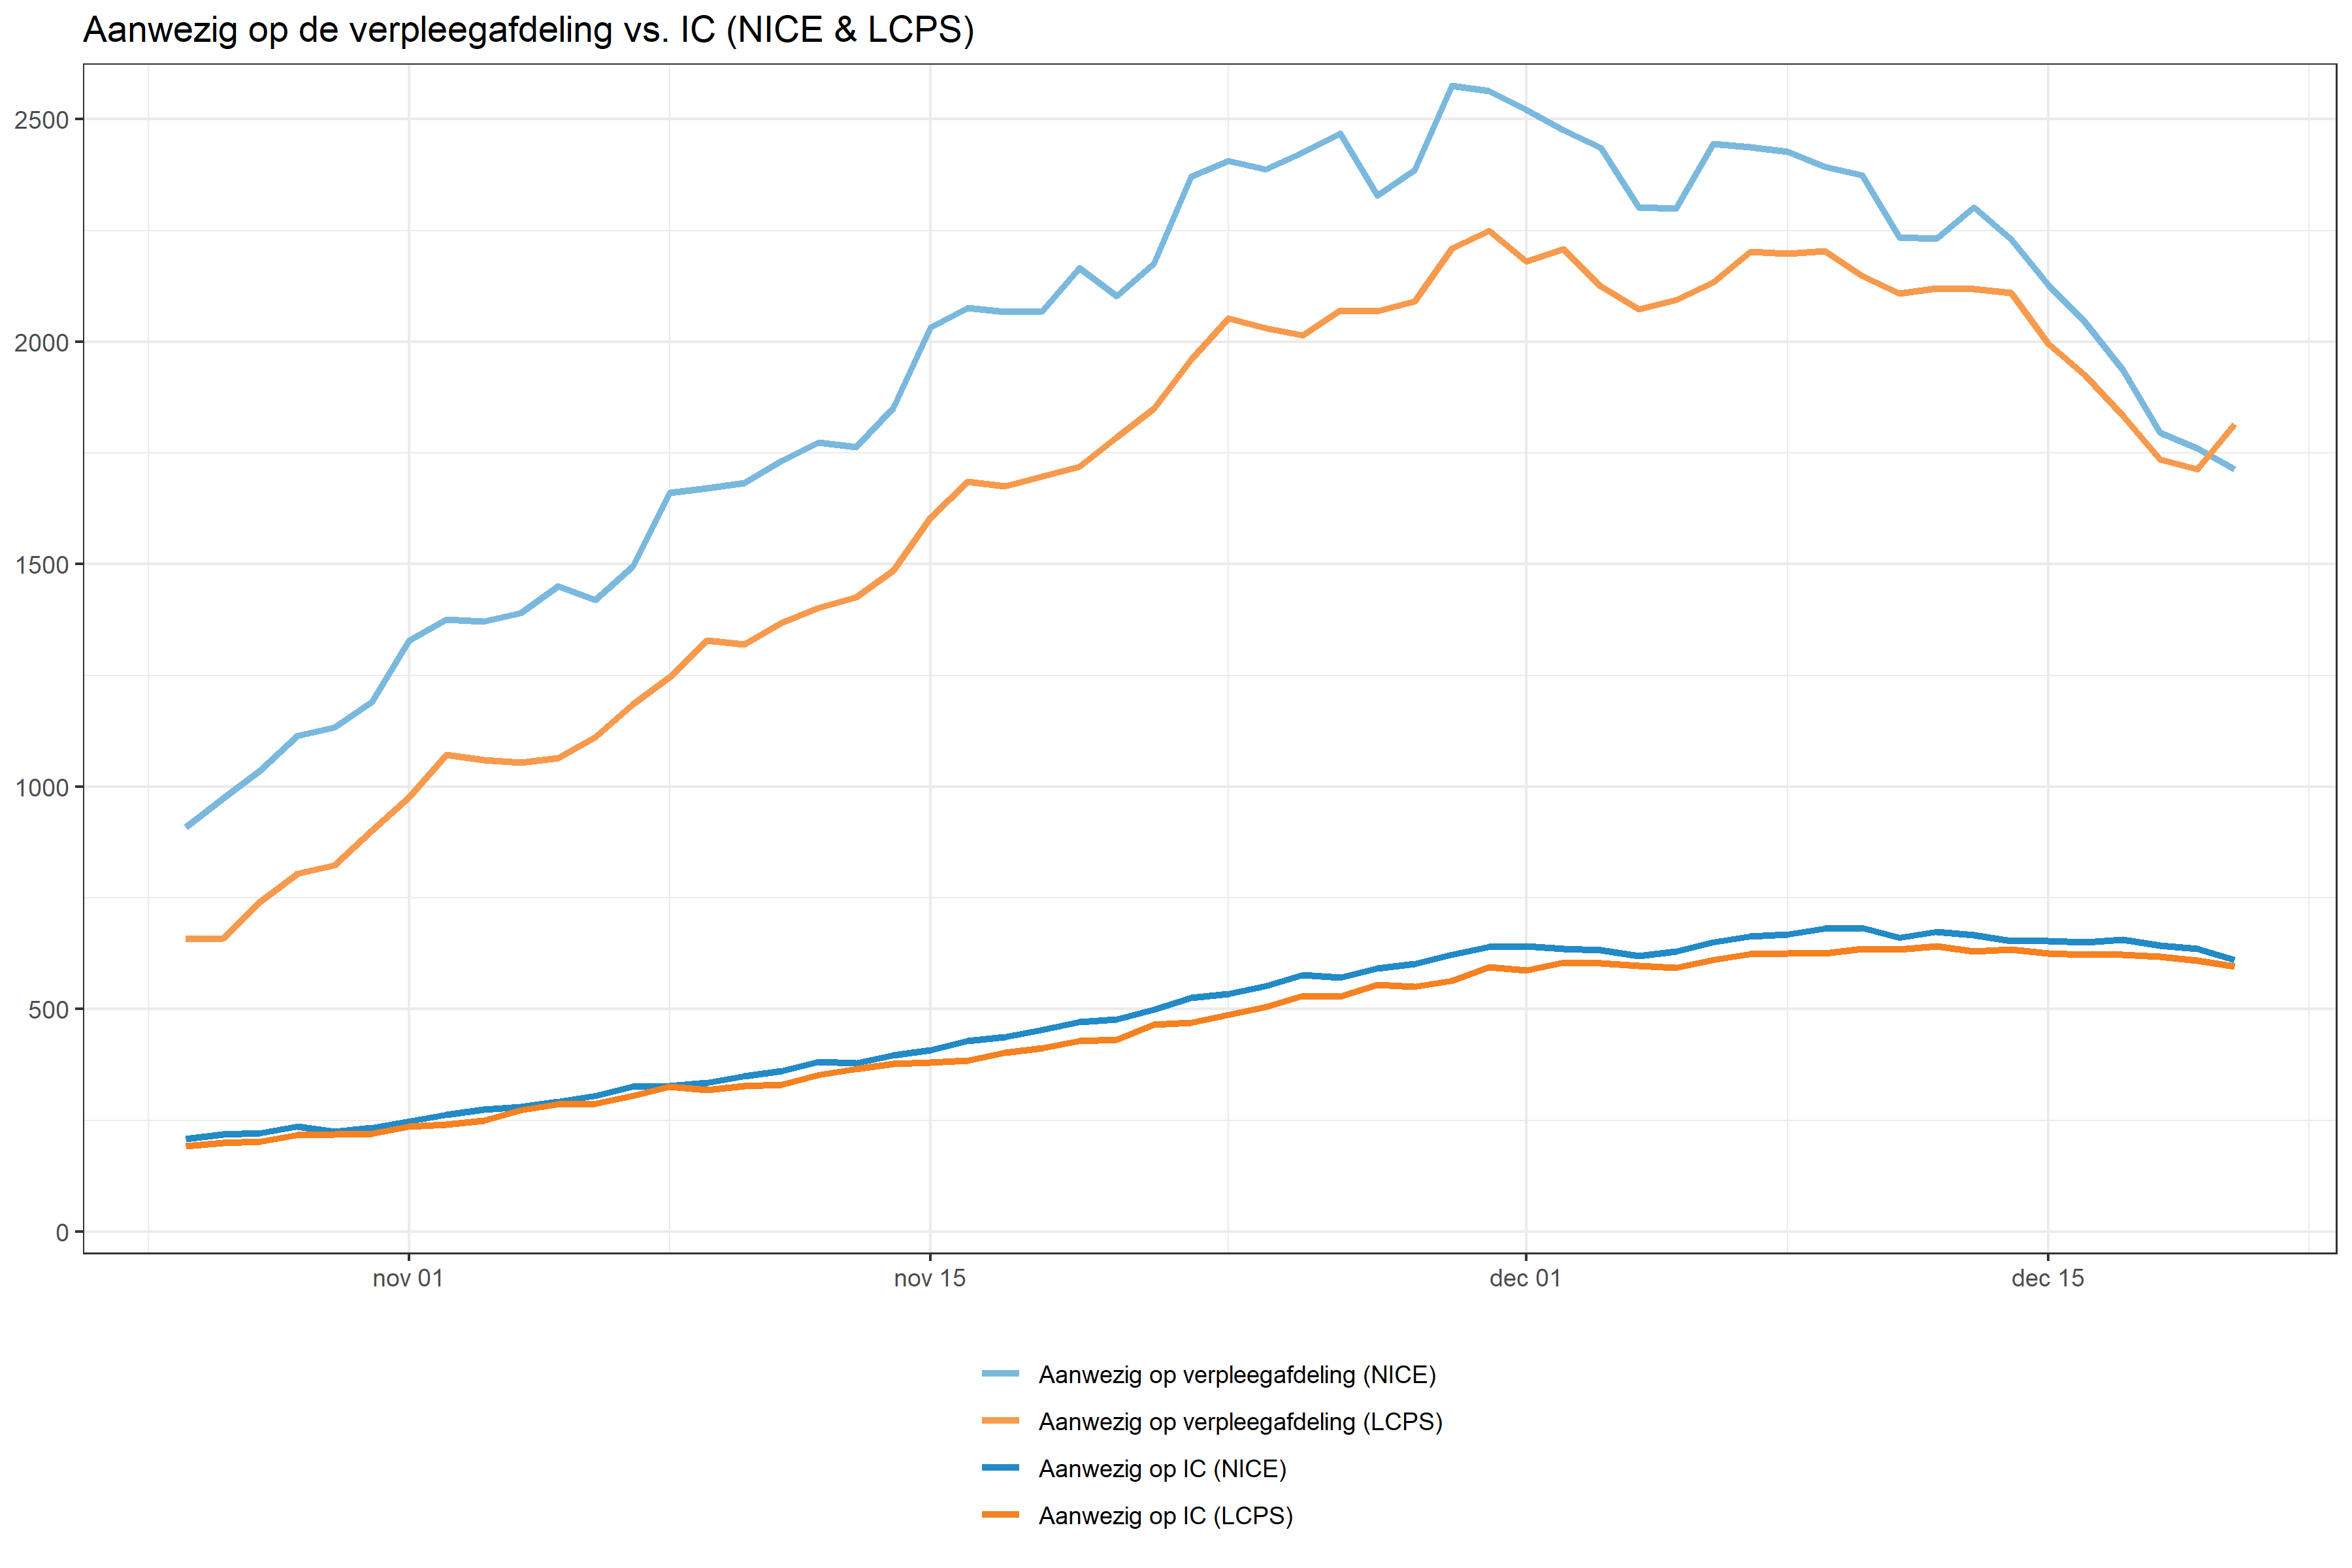 Aanwezig op de verpleegafdeling vs. IC (NICE & LCPS)
2500
2000
1500
1000
500
0
nov 01
nov 15
dec 01
dec 15
Aanwezig op verpleegafdeling (NICE)
Aanwezig op verpleegafdeling (LCPS)
Aanwezig op IC (NICE)
Aanwezig op IC (LCPS)